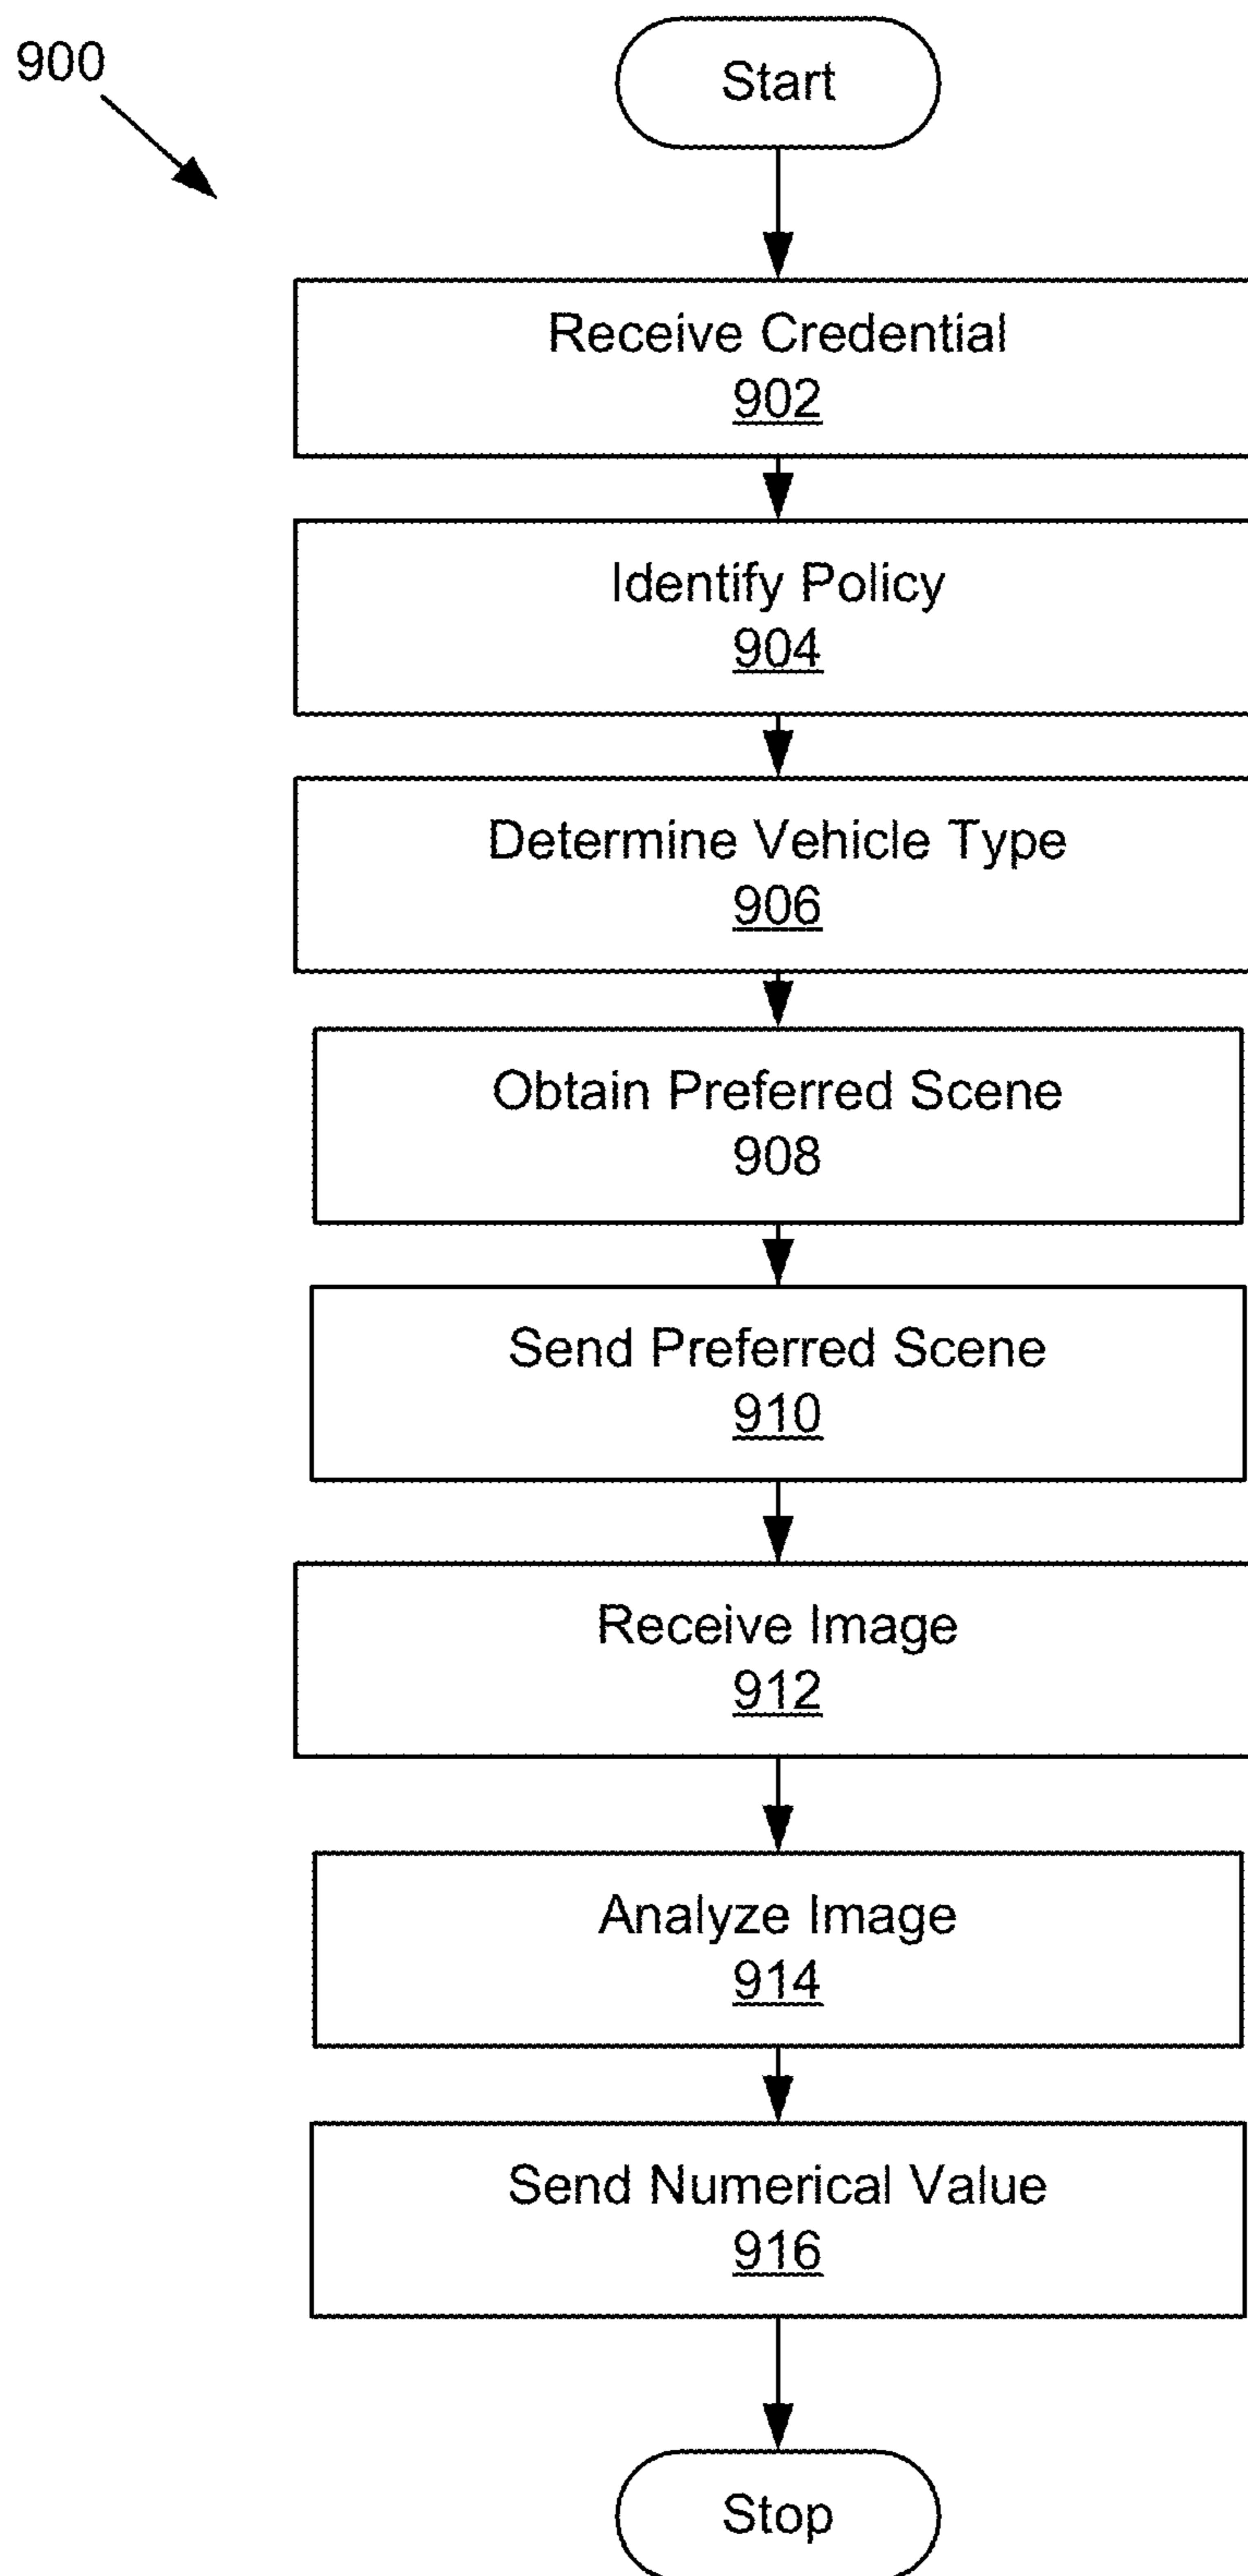 900
Start
Receive Credential
902
Identify Policy
904
Determine Vehicle Type
906
Obtain Preferred Scene
908
Send Preferred Scene
910
Receive Image
912
Analyze Image
914
Send Numerical Value
916
Stop